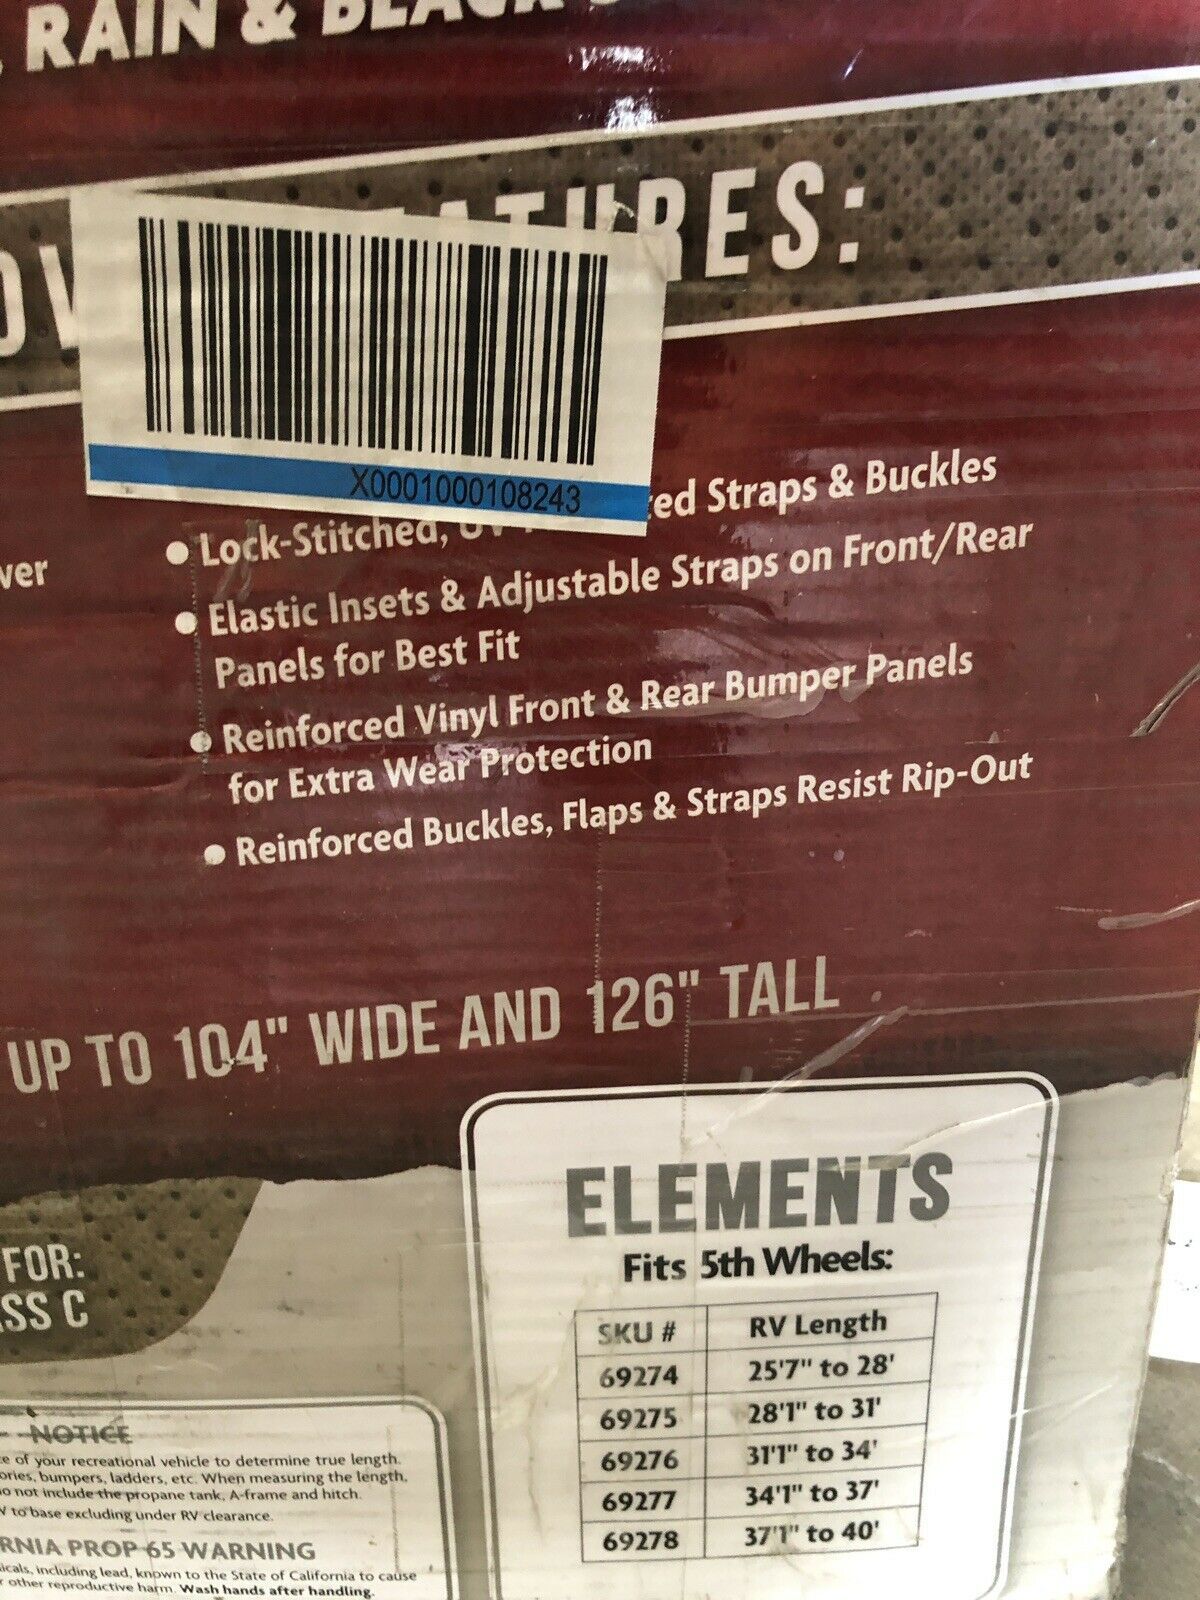 RAIN & BLACK
RES:
X0001000108243
Lock-Stitched, UV Straps & Buckles
Elastic Insets & Adjustable Straps on Front/Rear
Panels for Best Fit
Reinforced Vinyl Front & Rear Bumper Panels
for Extra Wear Protection
Reinforced Buckles, Flaps & Straps Resist Rip-Out
UP TO 104" WIDE AND 126" TALL
FOR:
C
ELEMENTS
Fits 5th Wheels:
SKU # RV Length
69274 25'7" to 28'
69275 28'1" to 31'
69276 31'1" to 34'
69277 34'1" to 37'
69278 37'1" to 40'
NOTICE
of your recreational vehicle to determine true length.
bumpers, ladders, etc. When measuring the length,
do not include the propane tank, A-frame and hitch.
to base excluding under RV clearance.
PROP 65 WARNING
including lead, known to the State of California to cause
other reproductive harm. Wash hands after handling.